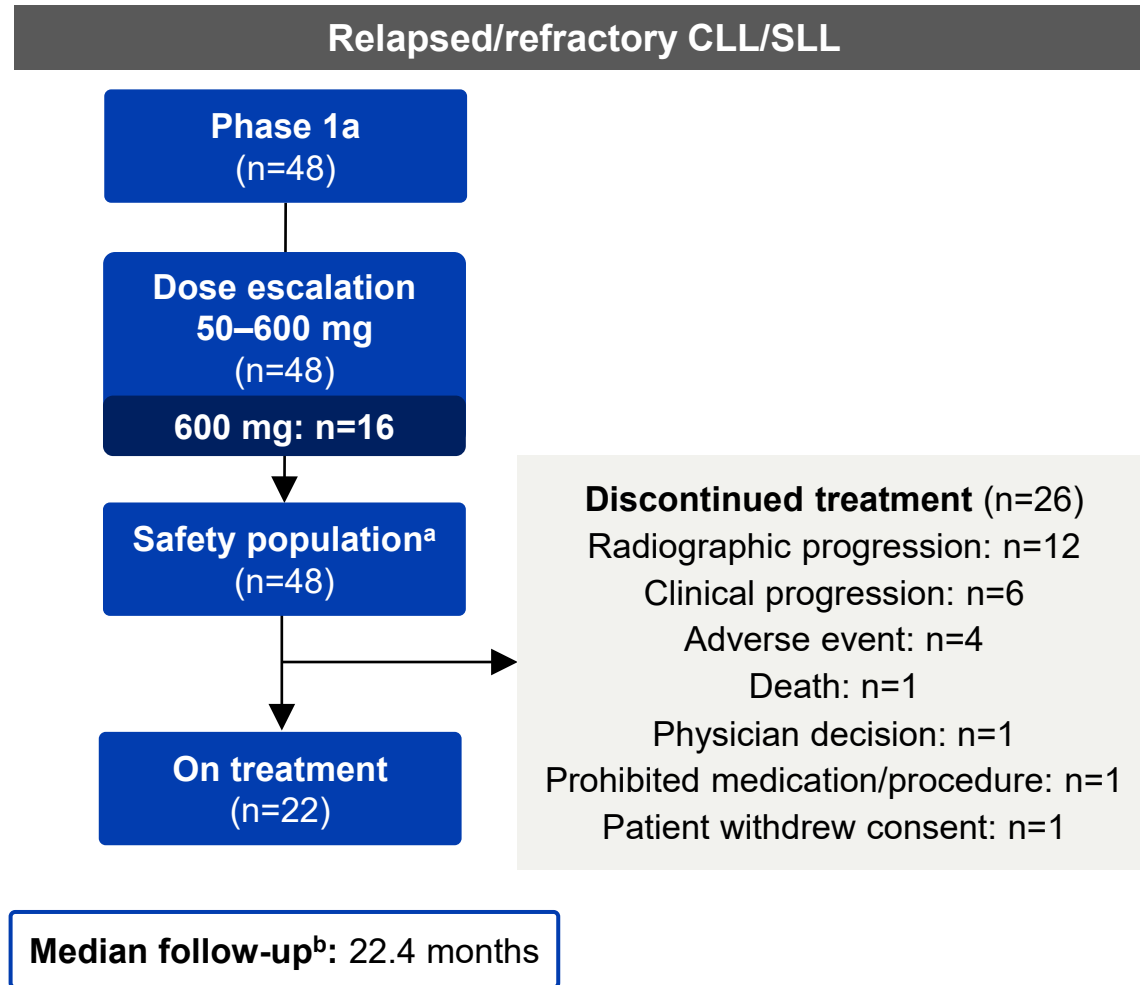 Relapsed/refractory CLL/SLL
Phase 1a
(n=48)
Dose escalation
50–600 mg
(n=48)
600 mg: n=16
Safety populationᵃ
(n=48)
Discontinued treatment (n=26)
Radiographic progression: n=12
Clinical progression: n=6
Adverse event: n=4
Death: n=1
Physician decision: n=1
Prohibited medication/procedure: n=1
Patient withdrew consent: n=1
On treatment
(n=22)
Median follow-upᵇ: 22.4 months